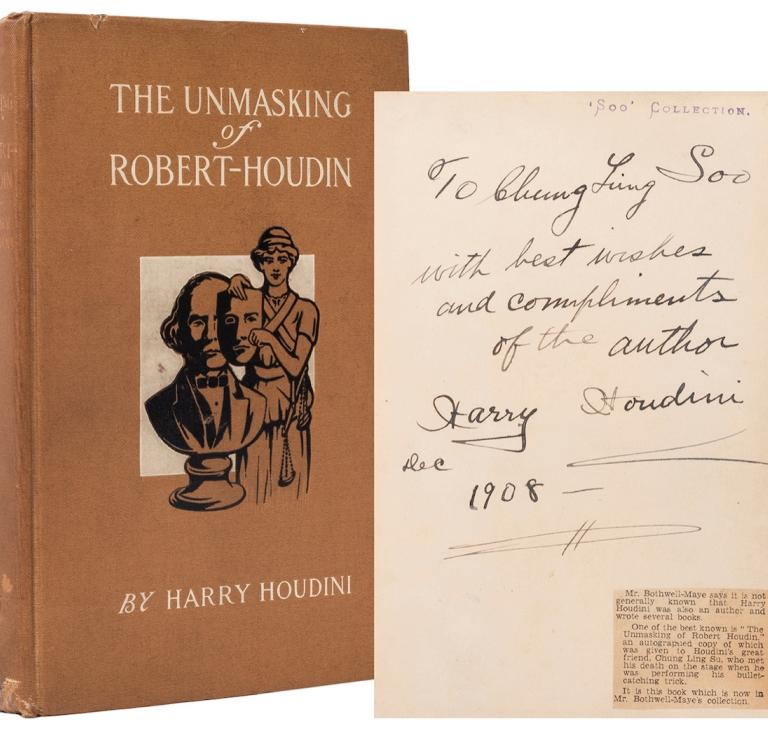 THE UNMASKING
of
ROBERT-HOUDIN
BY HARRY HOUDINI
'SOO' COLLECTION.
To Chung Ling Soo
with best wishes
and compliments
of the author
Harry Houdini
Dec
1908 —
Mr. Bothwell-Maye says it is not
generally known that Harry
Houdini was also an author and
wrote several books.
One of the best known is "The
Unmasking of Robert Houdin,"
an autographed copy of which
was given to Houdini's great
friend, Chung Ling Su, who met
his death on the stage when he
was performing his bullet-
catching trick.
It is this book which is now in
Mr. Bothwell-Maye's collection.